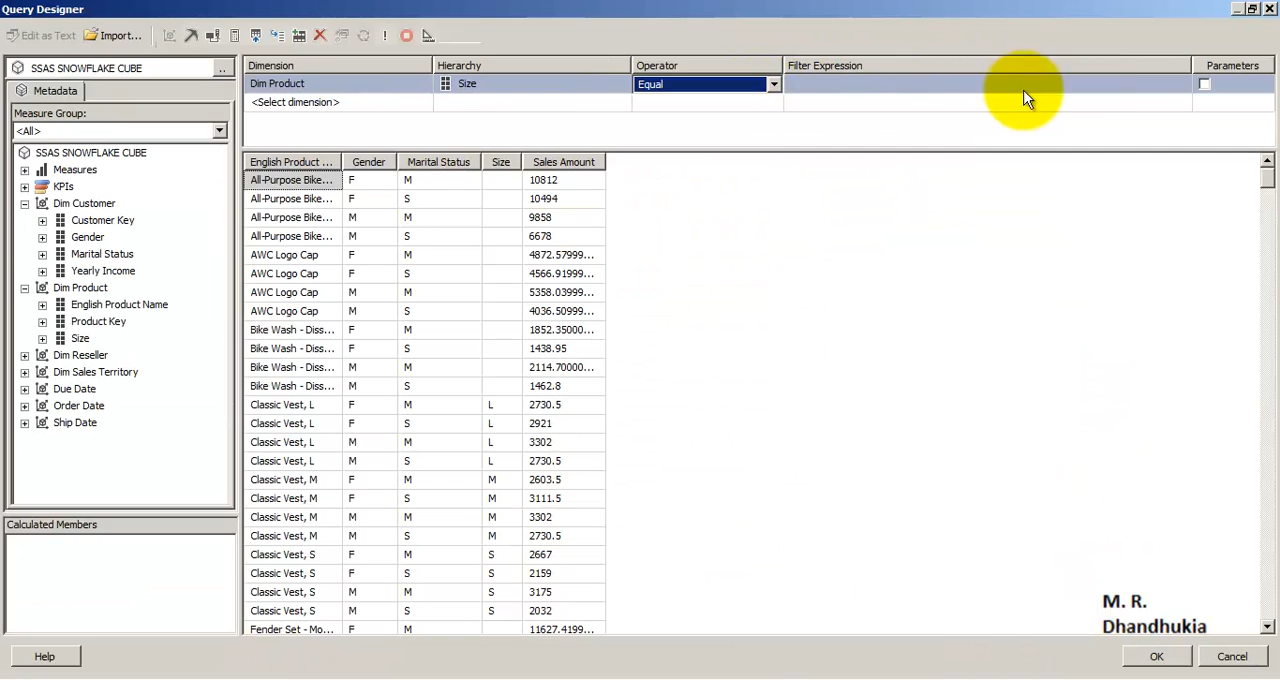 Query Designer
Edit as Text Import...
SSAS SNOWFLAKE CUBE ..
Metadata
Measure Group:
<All>
SSAS SNOWFLAKE CUBE
Measures
KPIs
Dim Customer
Customer Key
Gender
Marital Status
Yearly Income
Dim Product
English Product Name
Product Key
Size
Dim Reseller
Dim Sales Territory
Due Date
Order Date
Ship Date
Calculated Members
Dimension Hierarchy Operator Filter Expression Parameters
Dim Product Size Equal
<Select dimension>
English Product ... Gender Marital Status Size Sales Amount
All-Purpose Bike... F M 10812
All-Purpose Bike... F S 10494
All-Purpose Bike... M M 9858
All-Purpose Bike... M S 6678
AWC Logo Cap F M 4872.57999...
AWC Logo Cap F S 4566.91999...
AWC Logo Cap M M 5358.03999...
AWC Logo Cap M S 4036.50999...
Bike Wash - Diss... F M 1852.35000...
Bike Wash - Diss... F S 1438.95
Bike Wash - Diss... M M 2114.70000...
Bike Wash - Diss... M S 1462.8
Classic Vest, L F M L 2730.5
Classic Vest, L F S L 2921
Classic Vest, L M M L 3302
Classic Vest, L M S L 2730.5
Classic Vest, M F M M 2603.5
Classic Vest, M F S M 3111.5
Classic Vest, M M M M 3302
Classic Vest, M M S M 2730.5
Classic Vest, S F M S 2667
Classic Vest, S F S S 2159
Classic Vest, S M M S 3175
Classic Vest, S M S S 2032
Fender Set - Mo... F M 11627.4199...
M. R.
Dhandhukia
Help OK Cancel